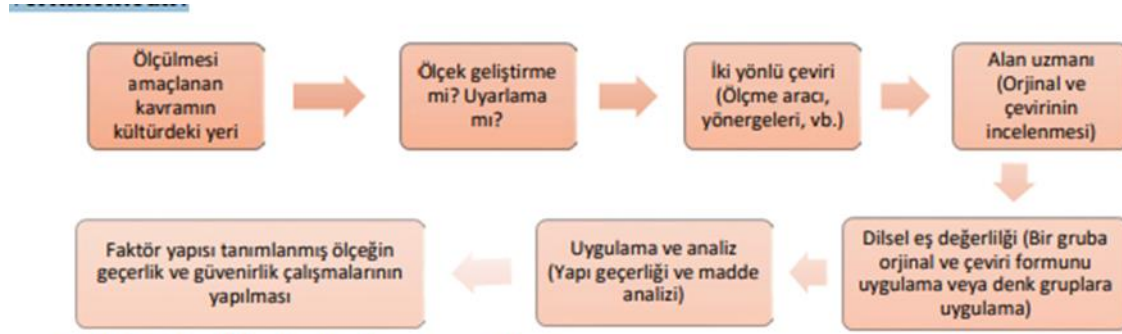 Ölçülmesi
amaçlanan
kavramın
kültürdeki yeri
Ölçek geliştirme
mi? Uyarlama
mı?
İki yönlü çeviri
(Ölçme aracı,
yönergeleri, vb.)
Alan uzmanı
(Orjinal ve
çevirinin
incelenmesi)
Dilsel eş değerlilği (Bir gruba
orjinal ve çeviri formunu
uygulama veya denk gruplara
uygulama)
Uygulama ve analiz
(Yapı geçerliği ve madde
analizi)
Faktör yapısı tanımlanmış ölçeğin
geçerlik ve güvenirlik çalışmalarının
yapılması